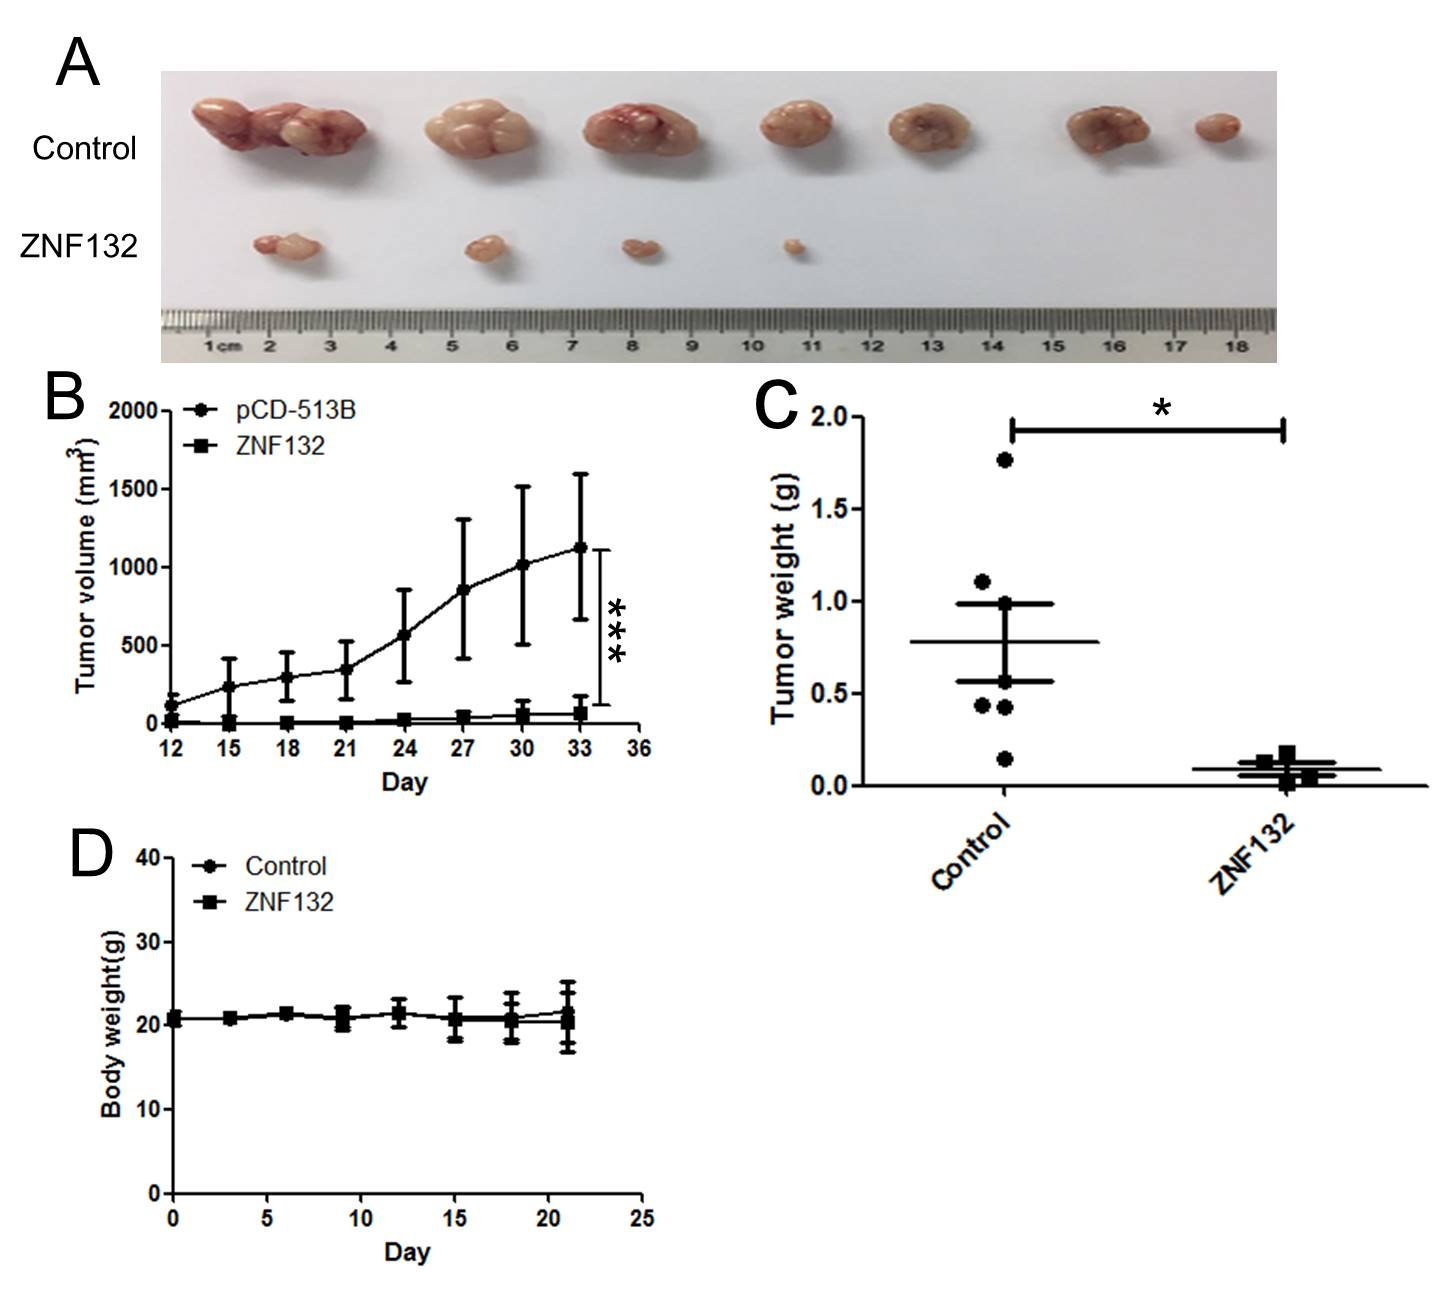 A
Control
ZNF132
1cm 2 3 4 5 6 7 8 9 10 11 12 13 14 15 16 17 18
B
pCD-513B
ZNF132
Tumor volume (mm³)
2000
1500
1000
500
0
***
12 15 18 21 24 27 30 33 36
Day
C
*
Tumor weight (g)
2.0
1.5
1.0
0.5
0.0
Control
ZNF132
D
Control
ZNF132
Body weight(g)
40
30
20
10
0
0 5 10 15 20 25
Day